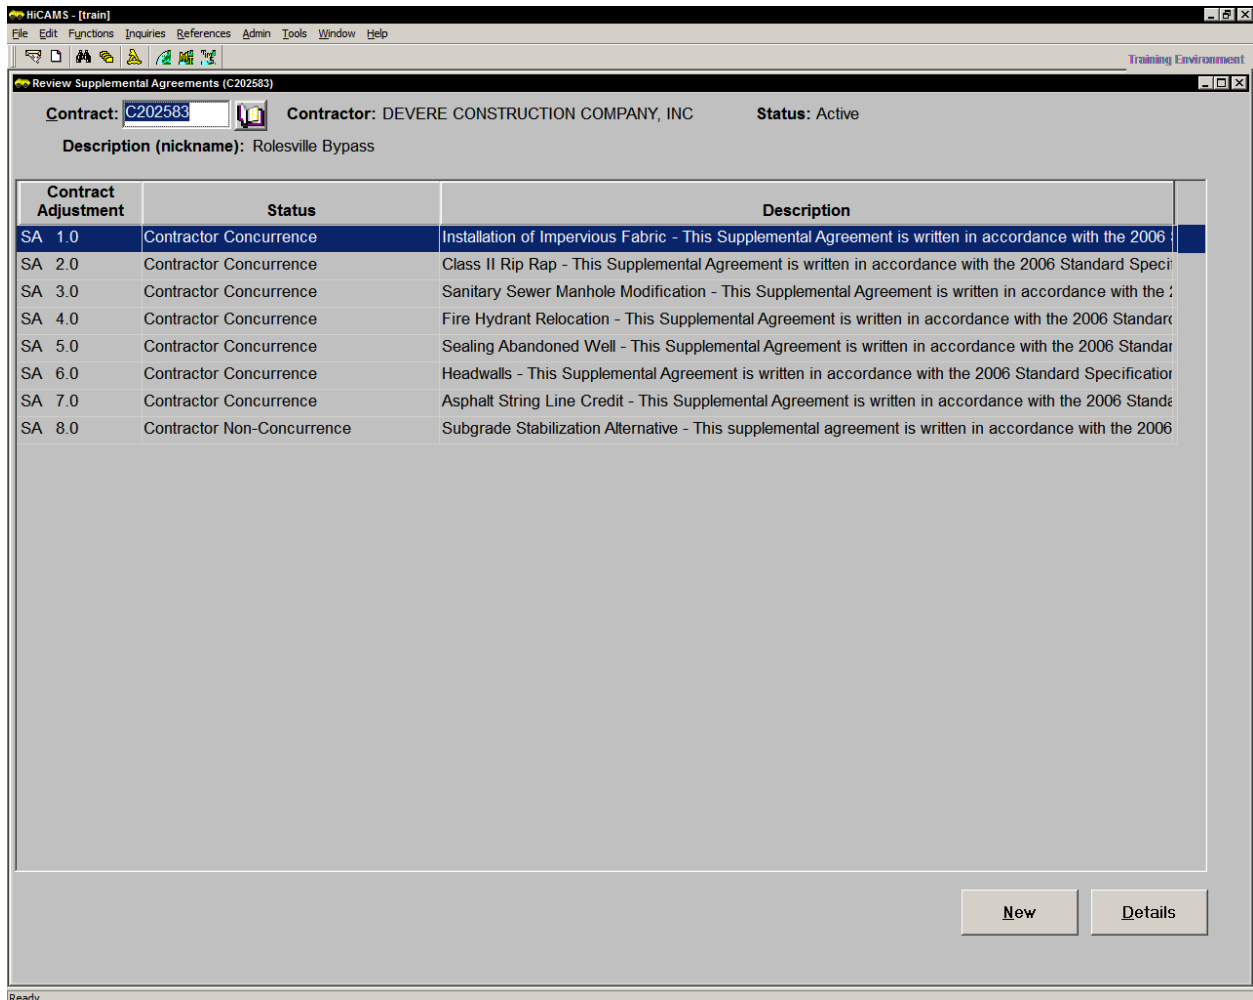 HiCAMS - [train]
File Edit Functions Inquiries References Admin Tools Window Help
Training Environment
Review Supplemental Agreements (C202583)
Contract: C202583 Contractor: DEVERE CONSTRUCTION COMPANY, INC Status: Active
Description (nickname): Rolesville Bypass
Contract Adjustment Status Description
SA 1.0 Contractor Concurrence Installation of Impervious Fabric - This Supplemental Agreement is written in accordance with the 2006
SA 2.0 Contractor Concurrence Class II Rip Rap - This Supplemental Agreement is written in accordance with the 2006 Standard Specif
SA 3.0 Contractor Concurrence Sanitary Sewer Manhole Modification - This Supplemental Agreement is written in accordance with the
SA 4.0 Contractor Concurrence Fire Hydrant Relocation - This Supplemental Agreement is written in accordance with the 2006 Standard
SA 5.0 Contractor Concurrence Sealing Abandoned Well - This Supplemental Agreement is written in accordance with the 2006 Standar
SA 6.0 Contractor Concurrence Headwalls - This Supplemental Agreement is written in accordance with the 2006 Standard Specification
SA 7.0 Contractor Concurrence Asphalt String Line Credit - This Supplemental Agreement is written in accordance with the 2006 Standa
SA 8.0 Contractor Non-Concurrence Subgrade Stabilization Alternative - This supplemental agreement is written in accordance with the 2006
New Details
Ready